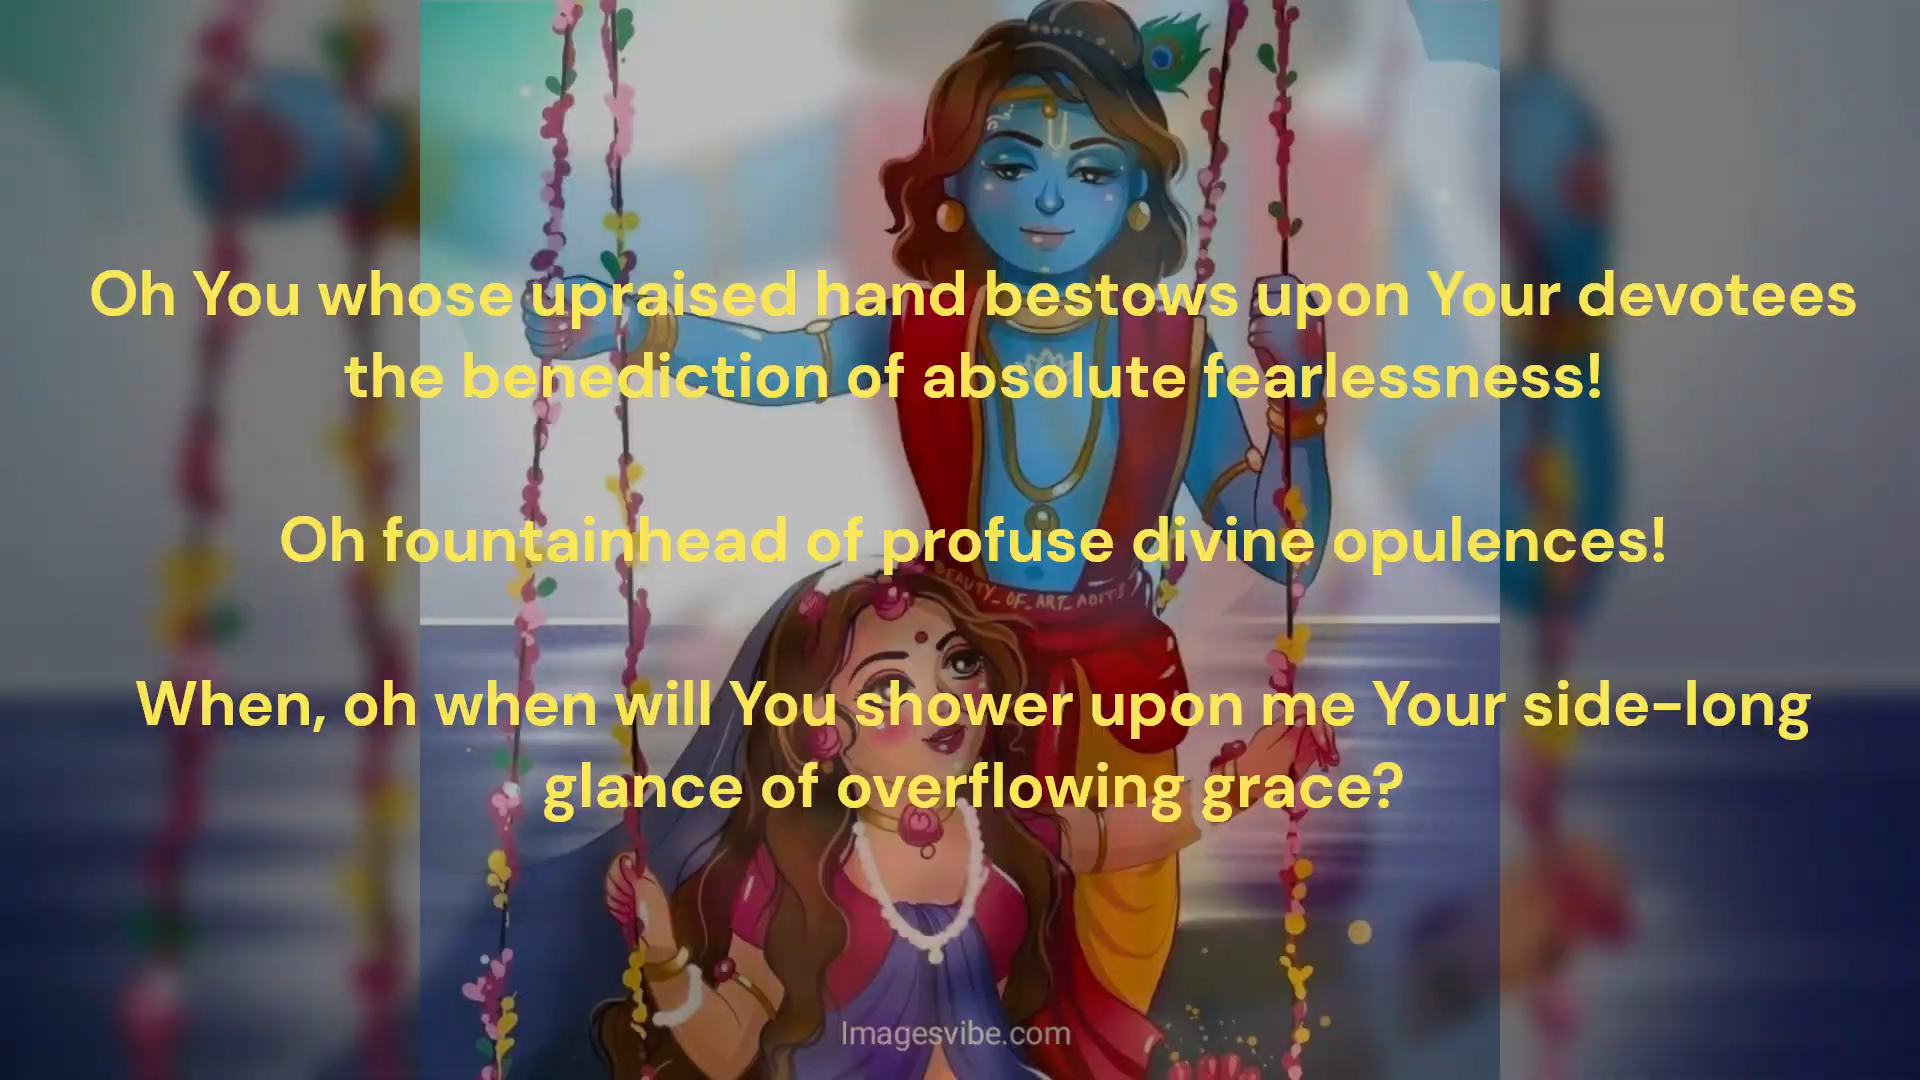 Oh You whose upraised hand bestows upon Your devotees
the benediction of absolute fearlessness!
Oh fountainhead of profuse divine opulences!
BEAUTY_OF_ART_ADITI
When, oh when will You shower upon me Your side-long
glance of overflowing grace?
Imagesvibe.com